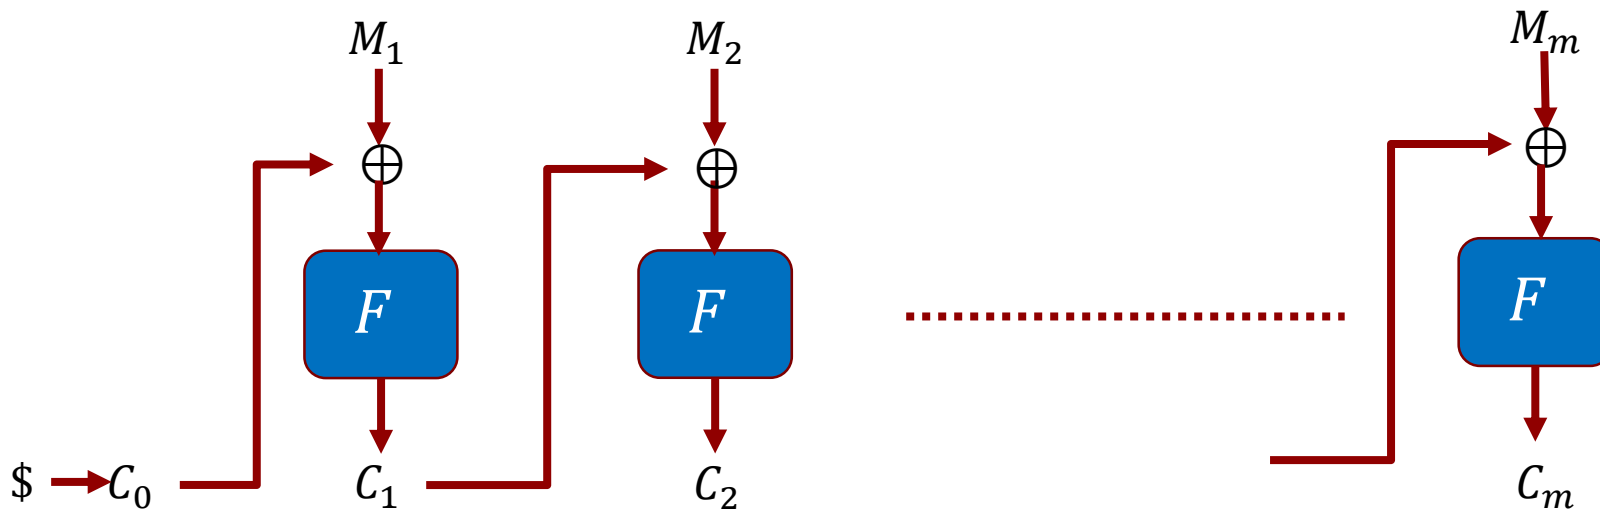 M₁ M₂ Mₘ
F F F
$ C₀ C₁ C₂ Cₘ